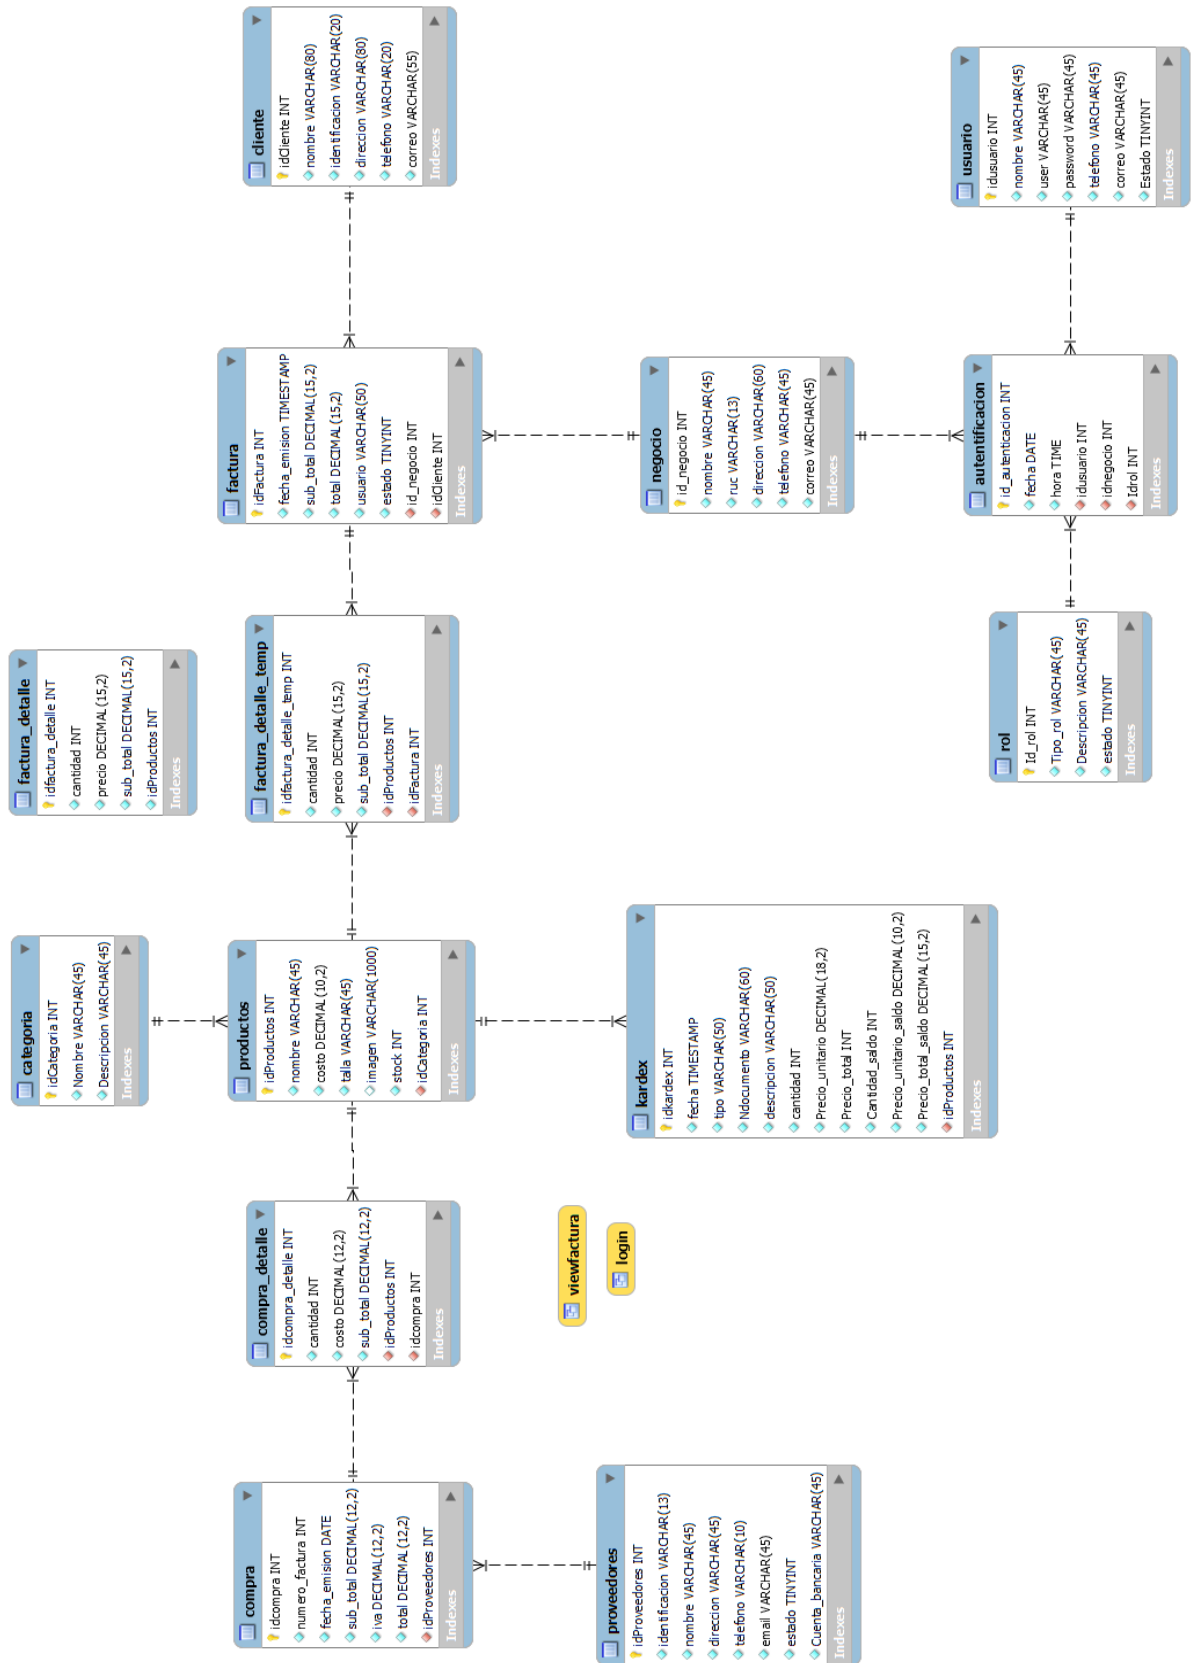 cliente
idCliente INT
nombre VARCHAR(80)
identificacion VARCHAR(20)
direccion VARCHAR(80)
telefono VARCHAR(20)
correo VARCHAR(55)
Indexes
usuario
idusuario INT
nombre VARCHAR(45)
user VARCHAR(45)
password VARCHAR(45)
telefono VARCHAR(45)
correo VARCHAR(45)
Estado TINYINT
Indexes
factura
idFactura INT
fecha_emision TIMESTAMP
sub_total DECIMAL(15,2)
total DECIMAL(15,2)
usuario VARCHAR(50)
estado TINYINT
id_negocio INT
idCliente INT
Indexes
negocio
id_negocio INT
nombre VARCHAR(45)
ruc VARCHAR(13)
direccion VARCHAR(60)
telefono VARCHAR(45)
correo VARCHAR(45)
Indexes
autentificacion
id_autenticacion INT
fecha DATE
hora TIME
idusuario INT
idnegocio INT
Idrol INT
Indexes
rol
Id_rol INT
Tipo_rol VARCHAR(45)
Descripcion VARCHAR(45)
estado TINYINT
Indexes
factura_detalle
idfactura_detalle INT
cantidad INT
precio DECIMAL(15,2)
sub_total DECIMAL(15,2)
idProductos INT
Indexes
factura_detalle_temp
idfactura_detalle_temp INT
cantidad INT
precio DECIMAL(15,2)
sub_total DECIMAL(15,2)
idProductos INT
idFactura INT
Indexes
categoria
idCategoria INT
Nombre VARCHAR(45)
Descripcion VARCHAR(45)
Indexes
productos
idProductos INT
nombre VARCHAR(45)
costo DECIMAL(10,2)
talla VARCHAR(45)
imagen VARCHAR(1000)
stock INT
idCategoria INT
Indexes
kardex
idkardex INT
fecha TIMESTAMP
tipo VARCHAR(50)
Ndocumento VARCHAR(60)
descripcion VARCHAR(50)
cantidad INT
Precio_unitario DECIMAL(18,2)
Precio_total INT
Cantidad_saldo INT
Precio_unitario_saldo DECIMAL(10,2)
Precio_total_saldo DECIMAL(15,2)
idProductos INT
Indexes
compra_detalle
idcompra_detalle INT
cantidad INT
costo DECIMAL(12,2)
sub_total DECIMAL(12,2)
idProductos INT
idcompra INT
Indexes
viewfactura
login
compra
idcompra INT
numero_factura INT
fecha_emision DATE
sub_total DECIMAL(12,2)
iva DECIMAL(12,2)
total DECIMAL(12,2)
idProveedores INT
Indexes
proveedores
idProveedores INT
identificacion VARCHAR(13)
nombre VARCHAR(45)
direccion VARCHAR(45)
telefono VARCHAR(10)
email VARCHAR(45)
estado TINYINT
Cuenta_bancaria VARCHAR(45)
Indexes